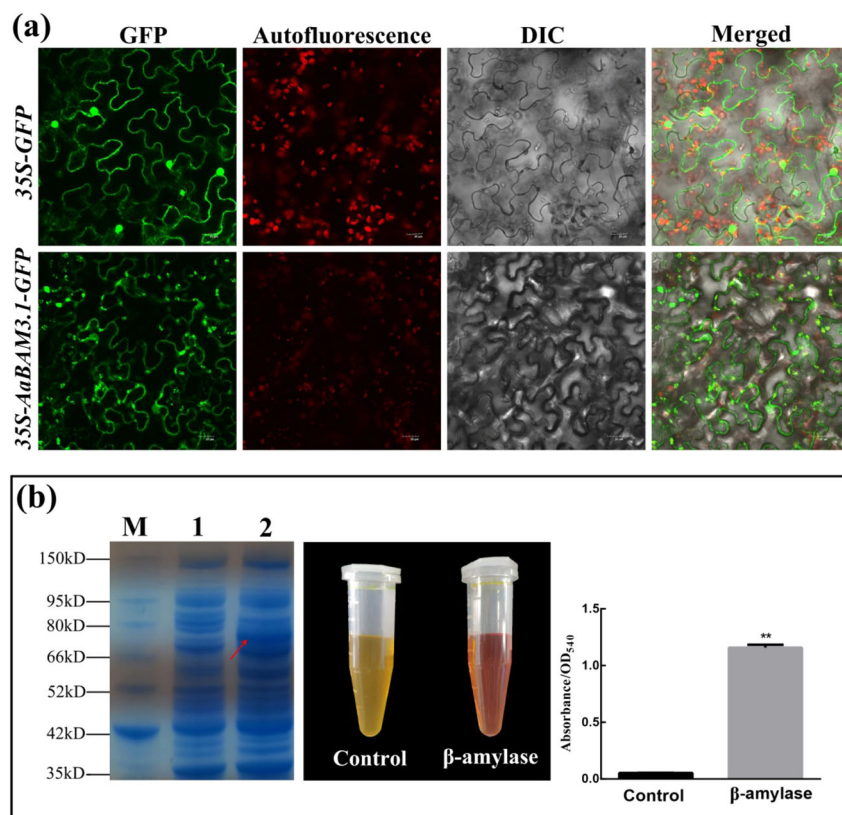 (a)
GFP Autofluorescence DIC Merged
35S-GFP
35S-AaBAM3.1-GFP
(b)
M 1 2
150kD
95kD
80kD
66kD
52kD
42kD
35kD
Control β-amylase
Absorbance/OD540
1.5
1.0
0.5
0.0
**
Control β-amylase